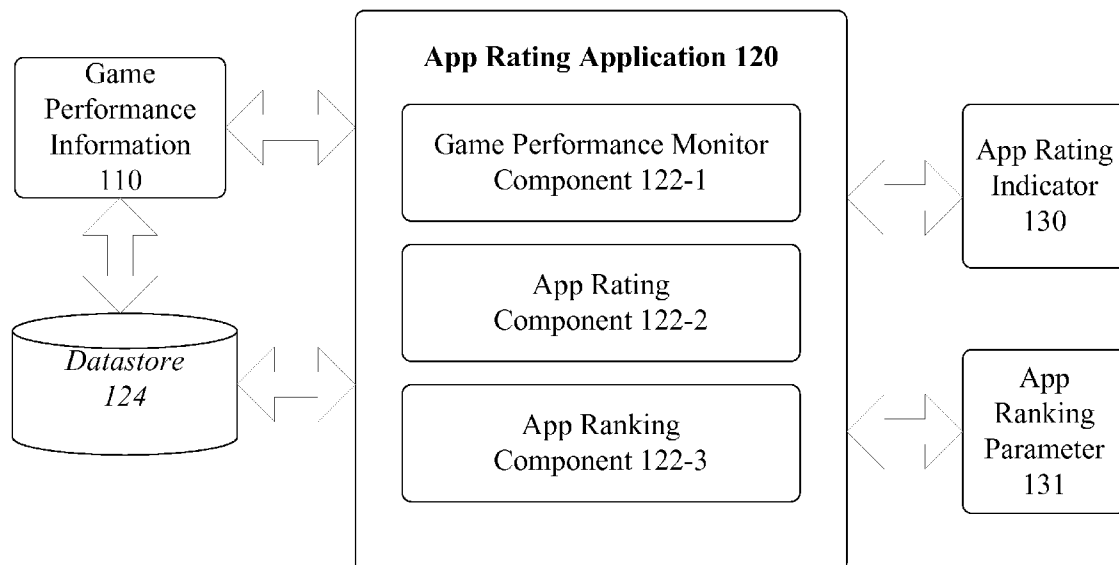 Game
Performance
Information
110
Datastore
124
App Rating Application 120
Game Performance Monitor
Component 122-1
App Rating
Component 122-2
App Ranking
Component 122-3
App Rating
Indicator
130
App
Ranking
Parameter
131